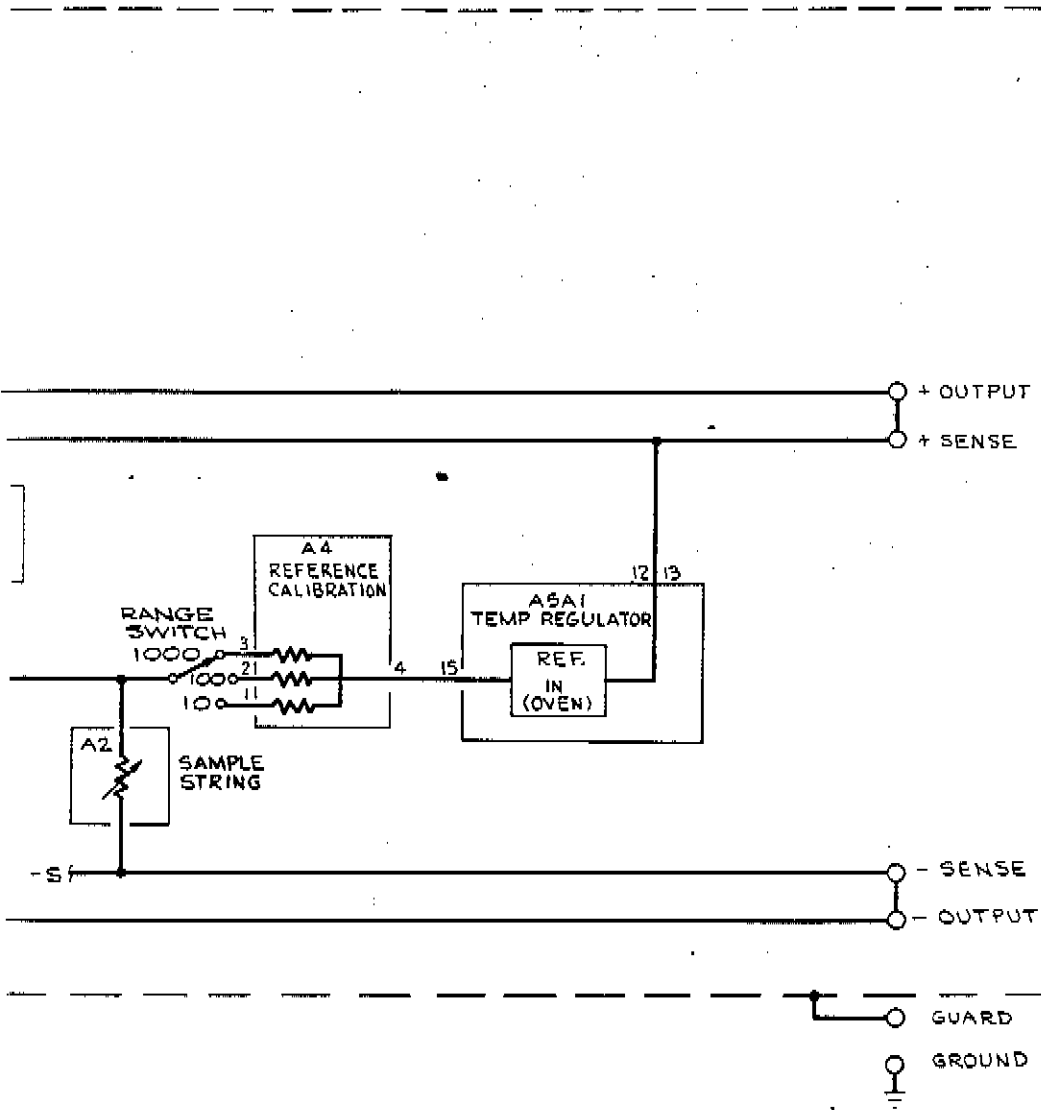 + OUTPUT
+ SENSE
A4
REFERENCE
CALIBRATION
12 13
A5A1
TEMP REGULATOR
RANGE
SWITCH
1000
3
100
21
10
11
4
15
REF.
IN
(OVEN)
A2
SAMPLE
STRING
-S
- SENSE
- OUTPUT
GUARD
GROUND